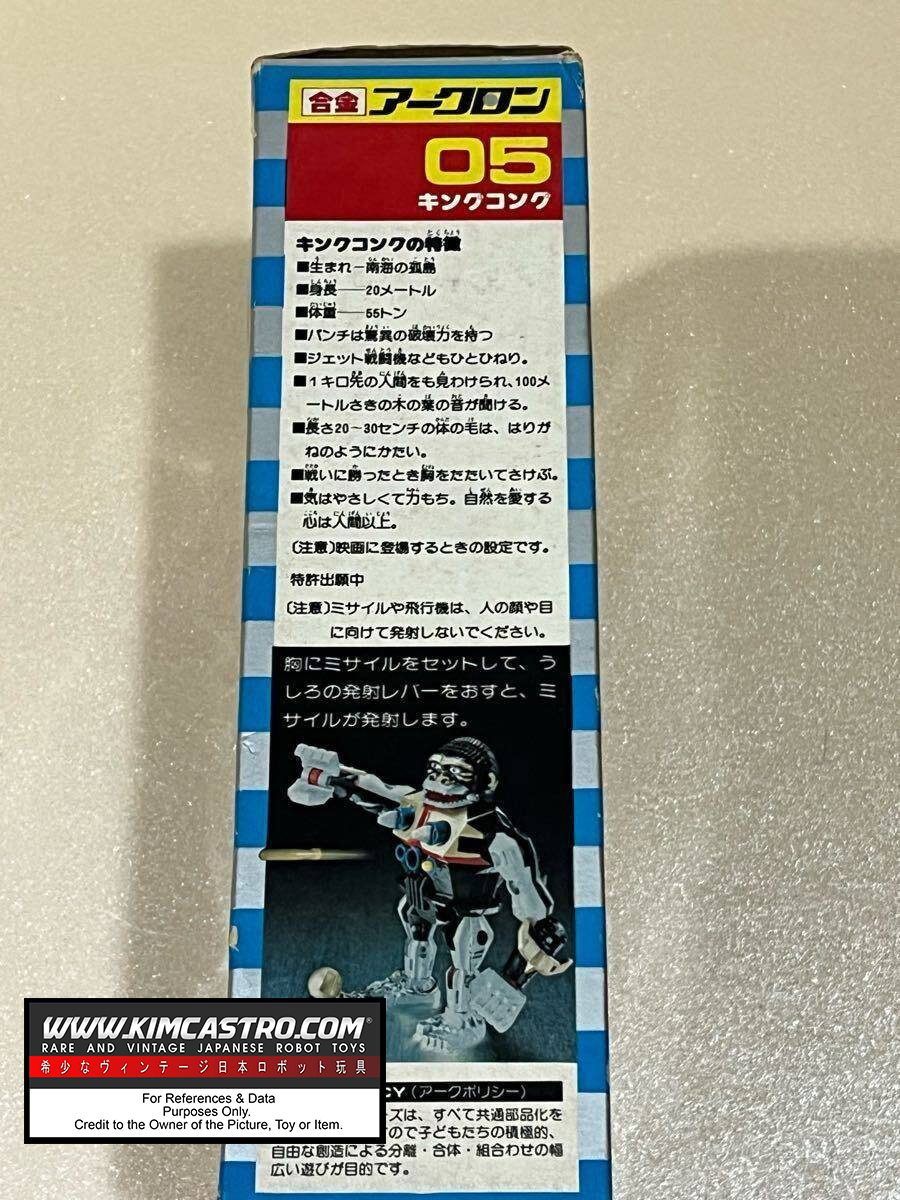 合金 アークロン
05
キングコング
キングコングの特徴
■生まれ－南海の孤島
■身長──20メートル
■体重──55トン
■パンチは驚異の破壊力を持つ
■ジェット戦闘機などもひとひねり。
■1キロ先の人間をも見わけられ、100メ
ートルさきの木の葉の音が聞ける。
■長さ20～30センチの体の毛は、はりが
ねのようにかたい。
■戦いに勝ったとき胸をたたいてさけぶ。
■気はやさしくて力もち。自然を愛する
心は人間以上。
〔注意〕映画に登場するときの設定です。
特許出願中
〔注意〕ミサイルや飛行機は、人の顔や目
に向けて発射しないでください。
胸にミサイルをセットして、う
しろの発射レバーをおすと、ミ
サイルが発射します。
WWW.KIMCASTRO.COM®
RARE AND VINTAGE JAPANESE ROBOT TOYS
希少なヴィンテージ日本ロボット玩具
For References & Data
Purposes Only.
Credit to the Owner of the Picture, Toy or Item.
CY（アークポリシー）
ズは、すべて共通部品化を
ので子どもたちの積極的、
自由な創造による分離・合体・組合わせの幅
広い遊びが目的です。